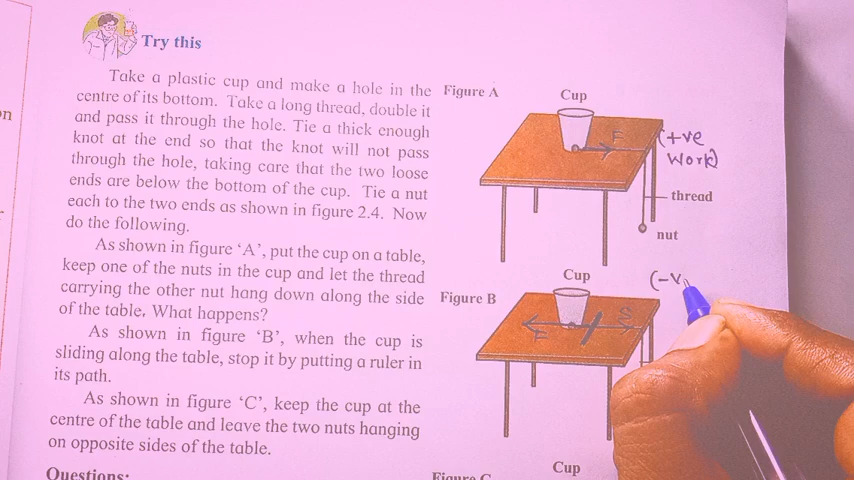 Try this
Take a plastic cup and make a hole in the
centre of its bottom. Take a long thread, double it
and pass it through the hole. Tie a thick enough
knot at the end so that the knot will not pass
through the hole, taking care that the two loose
ends are below the bottom of the cup. Tie a nut
each to the two ends as shown in figure 2.4. Now
do the following.
As shown in figure ‘A’, put the cup on a table,
keep one of the nuts in the cup and let the thread
carrying the other nut hang down along the side
of the table. What happens?
As shown in figure ‘B’, when the cup is
sliding along the table, stop it by putting a ruler in
its path.
As shown in figure ‘C’, keep the cup at the
centre of the table and leave the two nuts hanging
on opposite sides of the table.
Questions:
Figure A
Cup
F
(+ve
work)
thread
nut
Cup
(-v
Figure B
S
F
Cup
Figure C
on